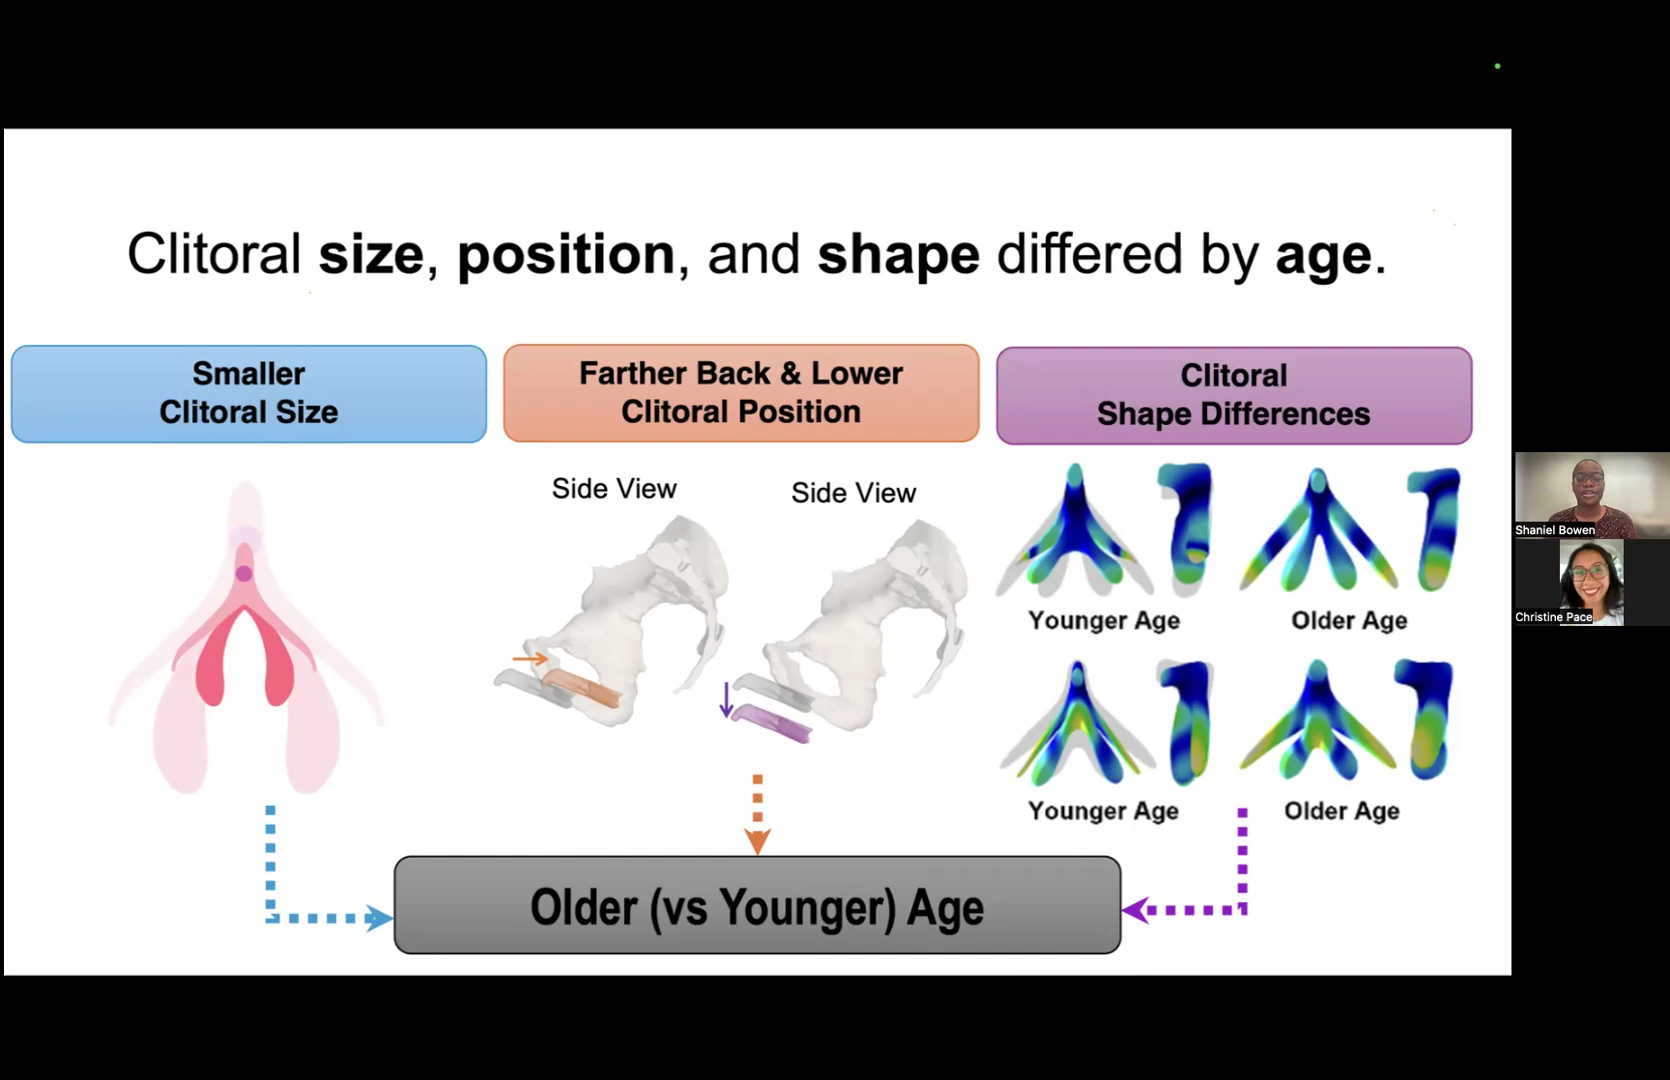 Clitoral size, position, and shape differed by age.
Smaller
Clitoral Size
Farther Back & Lower
Clitoral Position
Clitoral
Shape Differences
Side View
Side View
Younger Age
Older Age
Younger Age
Older Age
Older (vs Younger) Age
Shaniel Bowen
Christine Pace